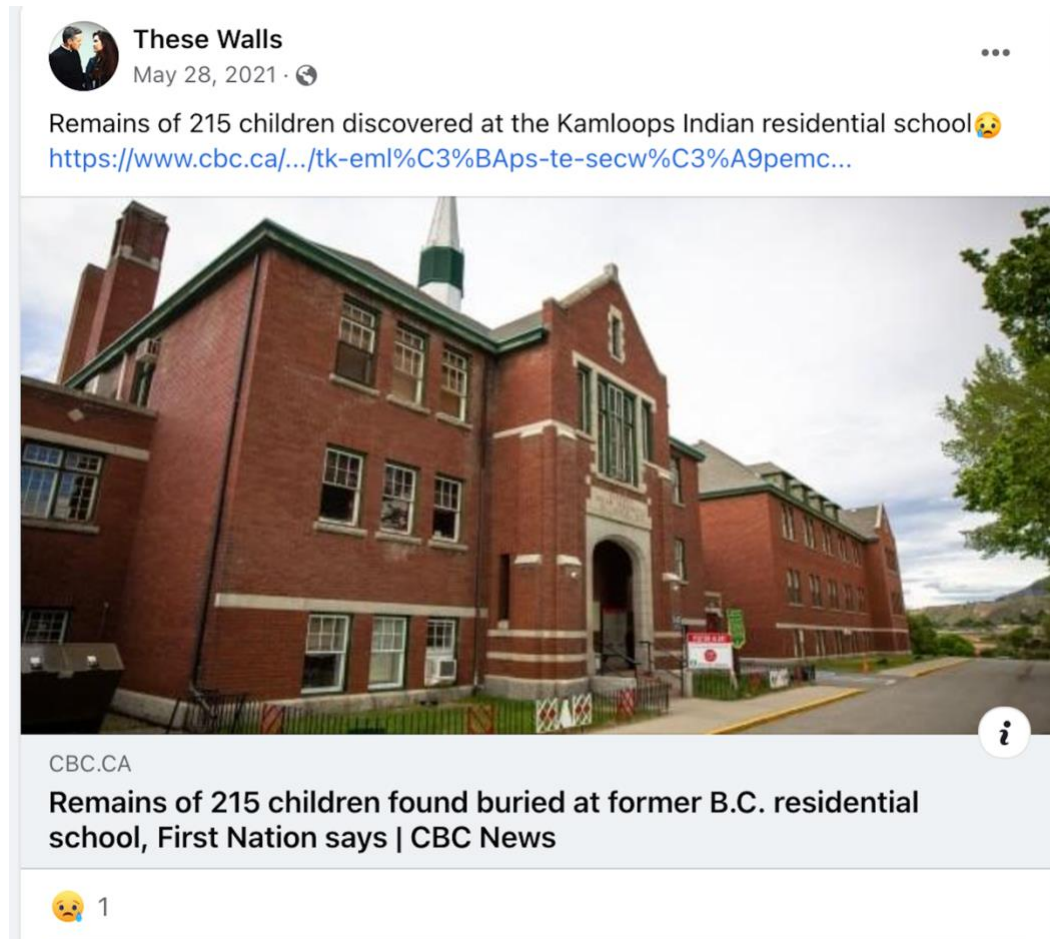 These Walls
May 28, 2021 ·
Remains of 215 children discovered at the Kamloops Indian residential school😥
https://www.cbc.ca/.../tk-eml%C3%BAps-te-secw%C3%A9pemc...
i
CBC.CA
Remains of 215 children found buried at former B.C. residential
school, First Nation says | CBC News
1